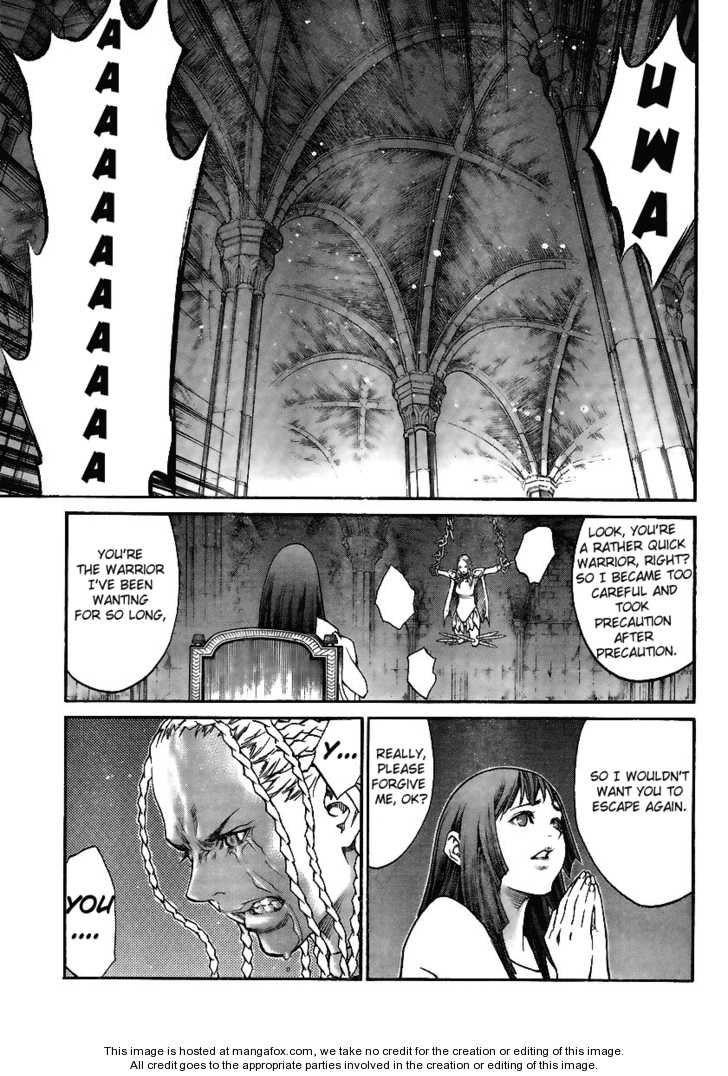 UWA
AAAAAAAAAAAA
LOOK, YOU'RE
A RATHER QUICK
WARRIOR, RIGHT?
SO I BECAME TOO
CAREFUL AND
TOOK
PRECAUTION
AFTER
PRECAUTION.
YOU'RE
THE WARRIOR
I'VE BEEN
WANTING
FOR SO LONG,
SO I WOULDN'T
WANT YOU TO
ESCAPE AGAIN.
REALLY,
PLEASE
FORGIVE
ME, OK?
Y...
YOU
....
This image is hosted at mangafox.com, we take no credit for the creation or editing of this image.
All credit goes to the appropriate parties involved in the creation or editing of this image.